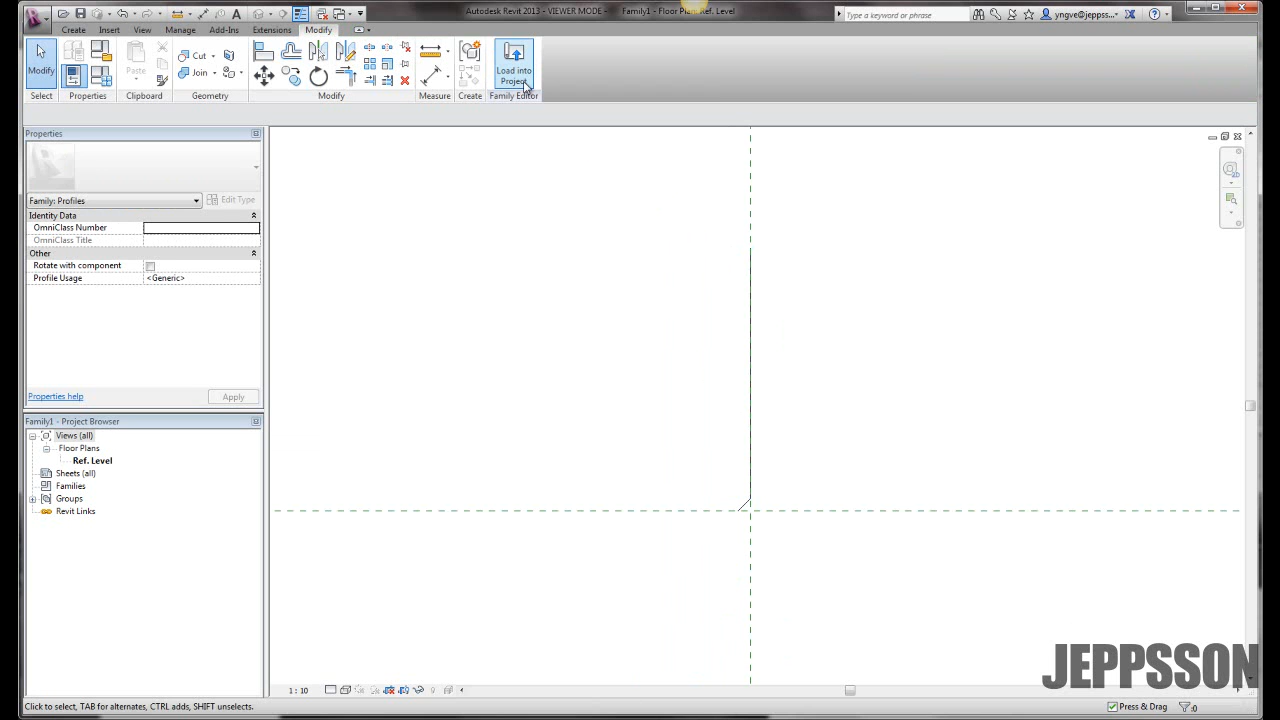 Autodesk Revit 2013 - VIEWER MODE - Family1 - Floor Plan: Ref. Level
Type a keyword or phrase
yngve@jeppss...
Create Insert View Manage Add-Ins Extensions Modify
Modify
Paste
Cut
Join
Load into
Project
Select Properties Clipboard Geometry Modify Measure Create Family Editor
Properties
Family: Profiles
Edit Type
Identity Data
OmniClass Number
OmniClass Title
Other
Rotate with component
Profile Usage <Generic>
Properties help
Apply
Family1 - Project Browser
Views (all)
Floor Plans
Ref. Level
Sheets (all)
Families
Groups
Revit Links
JEPPSSON
1 : 10
Click to select, TAB for alternates, CTRL adds, SHIFT unselects.
Press & Drag
:0